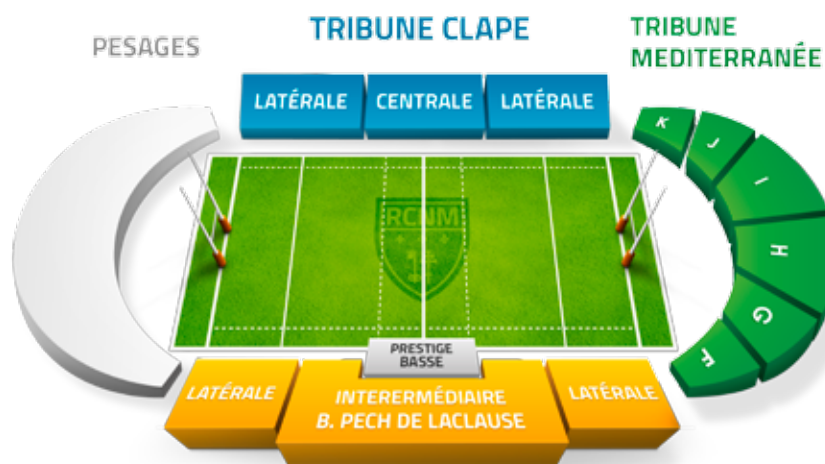 PESAGES
TRIBUNE CLAPE
TRIBUNE
MEDITERRANÉE
LATÉRALE
CENTRALE
LATÉRALE
K
J
I
H
G
F
RCNM
PRESTIGE
BASSE
LATÉRALE
INTERERMÉDIAIRE
B. PECH DE LACLAUSE
LATÉRALE